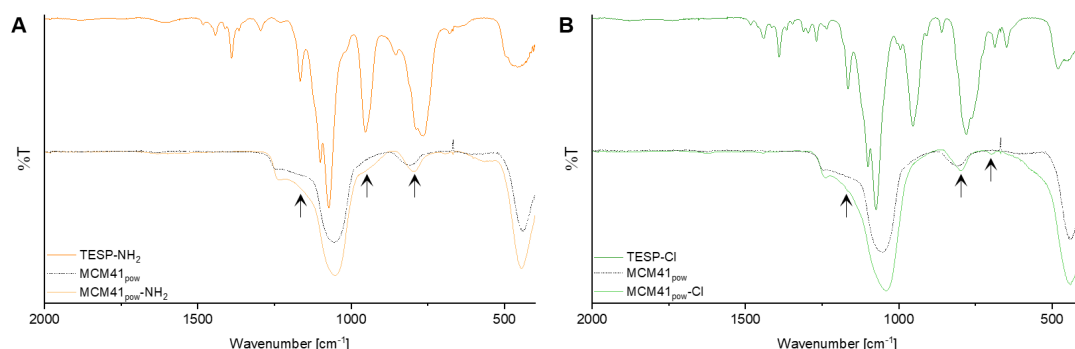 A
%T
TESP-NH₂
MCM41pow
MCM41pow-NH₂
2000 1500 1000 500
Wavenumber [cm⁻¹]
B
%T
TESP-Cl
MCM41pow
MCM41pow-Cl
2000 1500 1000 500
Wavenumber [cm⁻¹]